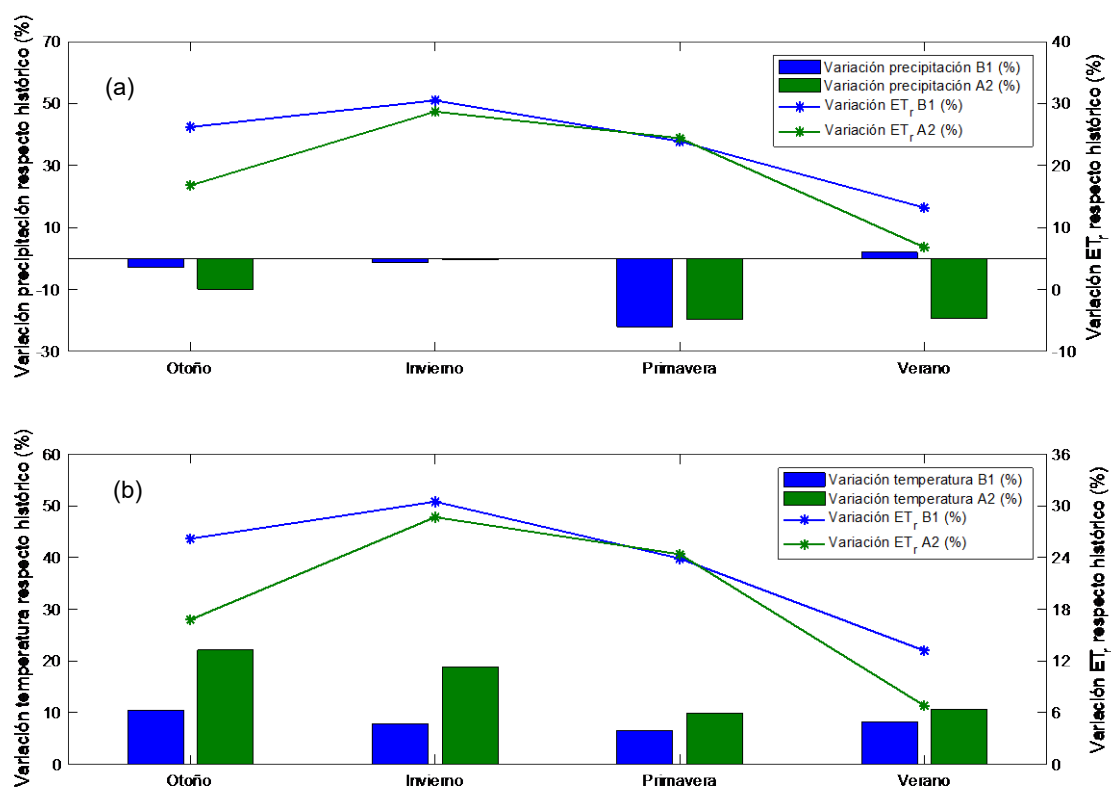 (a)
Variación precipitación respecto histórico (%)
70
50
30
10
-10
-30
40
30
20
10
0
-10
Variación ETr respecto histórico (%)
Variación precipitación B1 (%)
Variación precipitación A2 (%)
Variación ETr B1 (%)
Variación ETr A2 (%)
Otoño Invierno Primavera Verano
(b)
Variación temperatura respecto histórico (%)
60
50
40
30
20
10
0
36
30
24
18
12
6
0
Variación ETr respecto histórico (%)
Variación temperatura B1 (%)
Variación temperatura A2 (%)
Variación ETr B1 (%)
Variación ETr A2 (%)
Otoño Invierno Primavera Verano